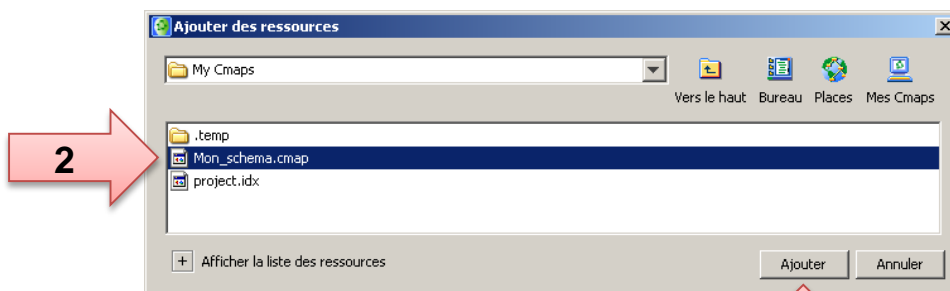 Ajouter des ressources
My Cmaps
Vers le haut Bureau Places Mes Cmaps
.temp
2 Mon_schema.cmap
project.idx
+ Afficher la liste des ressources Ajouter Annuler